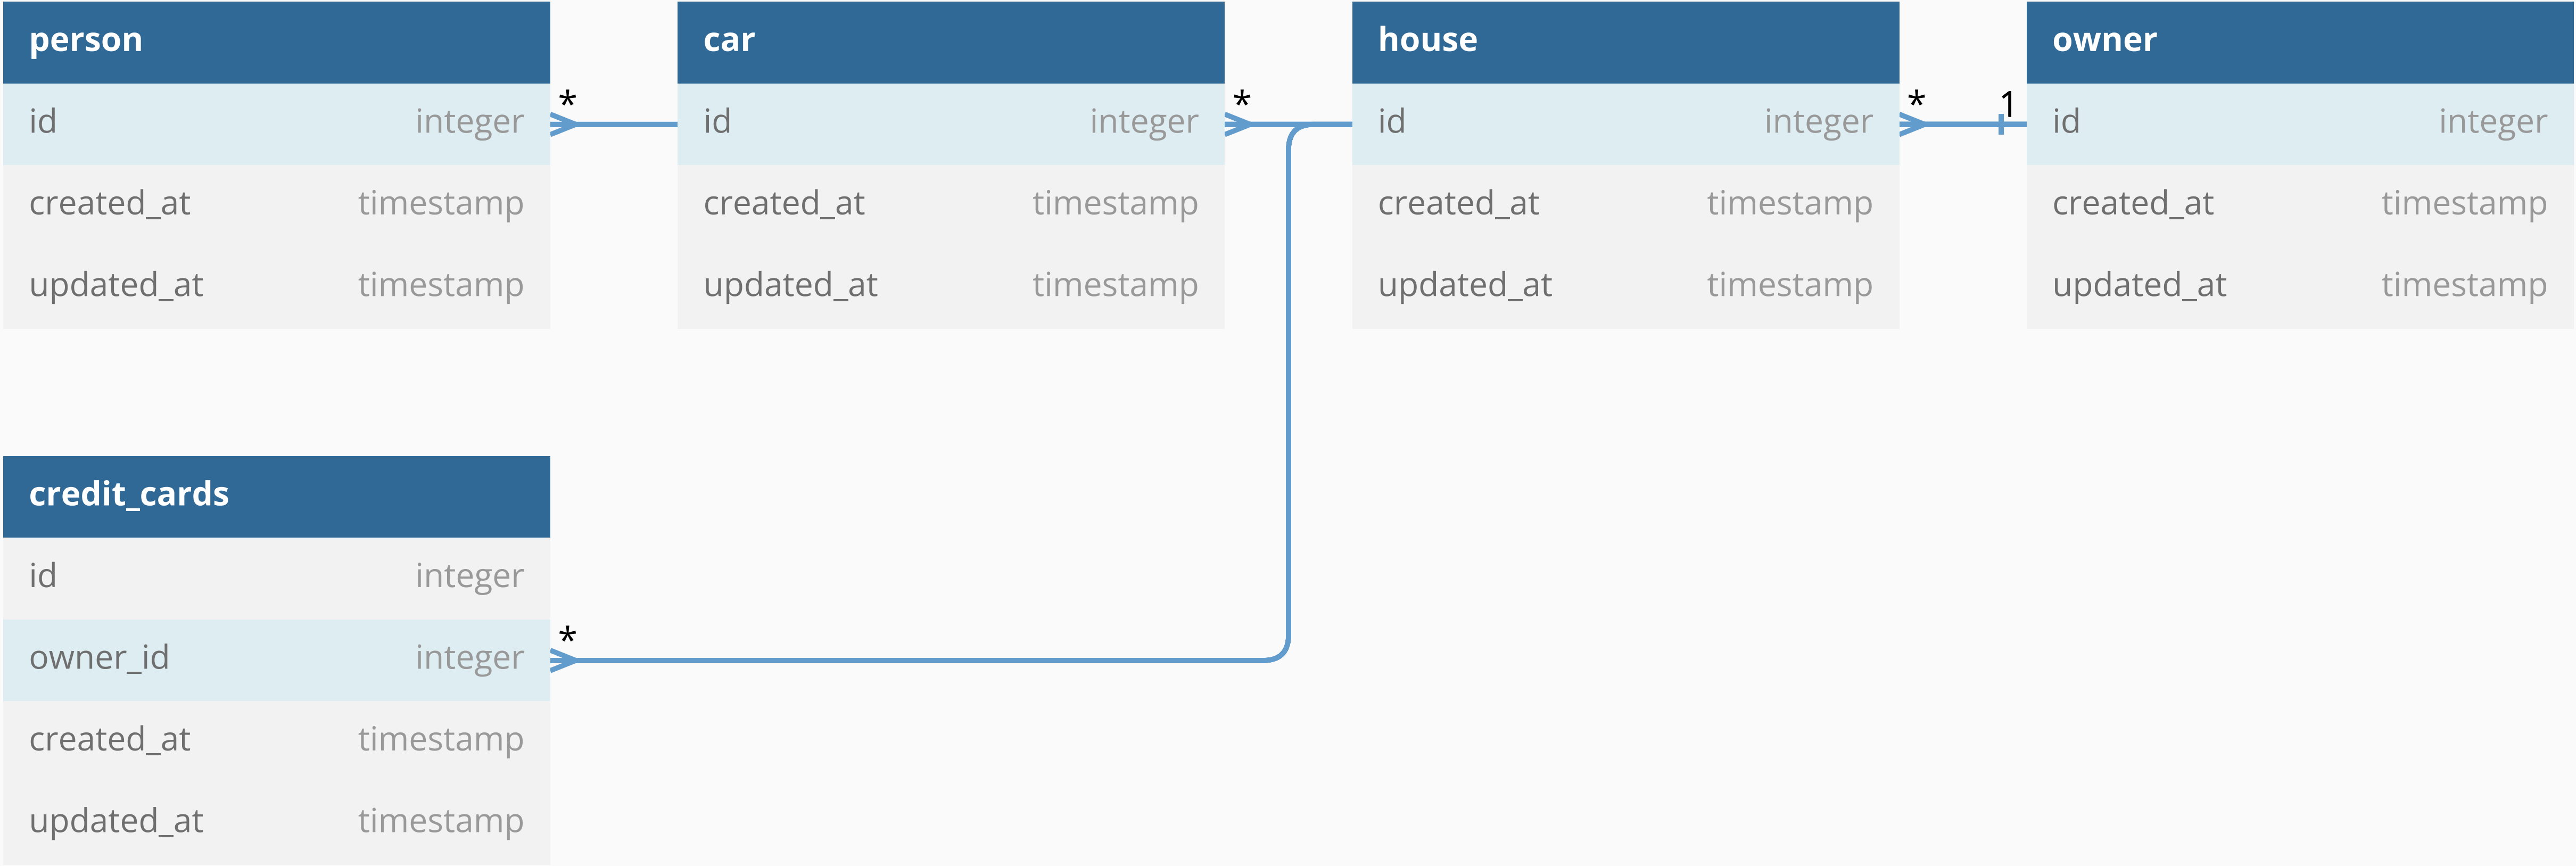 person
id integer
created_at timestamp
updated_at timestamp
*
car
id integer
created_at timestamp
updated_at timestamp
*
house
id integer
created_at timestamp
updated_at timestamp
* 1
owner
id integer
created_at timestamp
updated_at timestamp
credit_cards
id integer
owner_id integer
created_at timestamp
updated_at timestamp
*